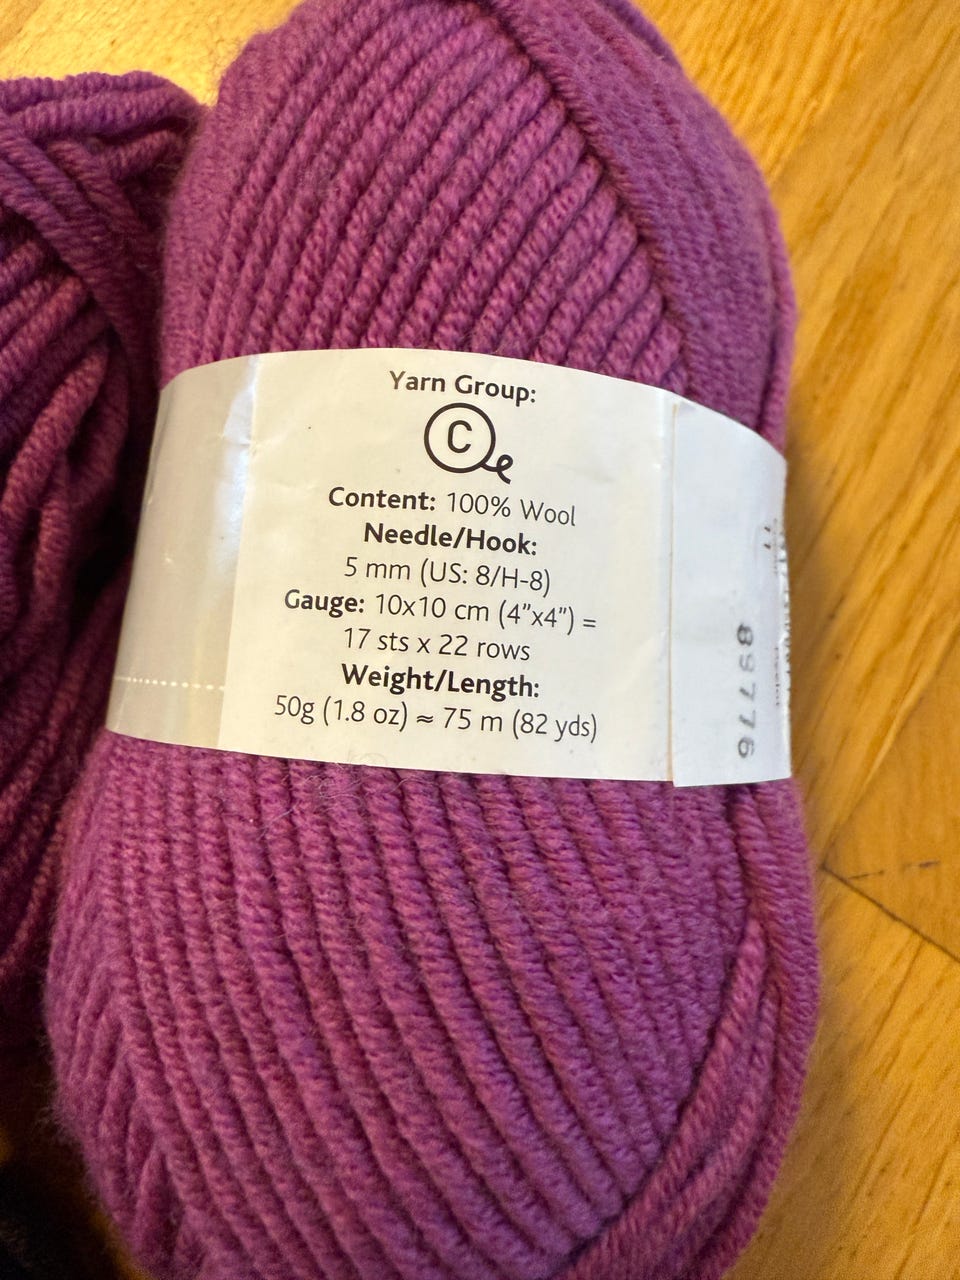 Yarn Group:
C
Content: 100% Wool
Needle/Hook:
5 mm (US: 8/H-8)
Gauge: 10x10 cm (4"x4") =
17 sts x 22 rows
Weight/Length:
50g (1.8 oz) ≈ 75 m (82 yds)
89776